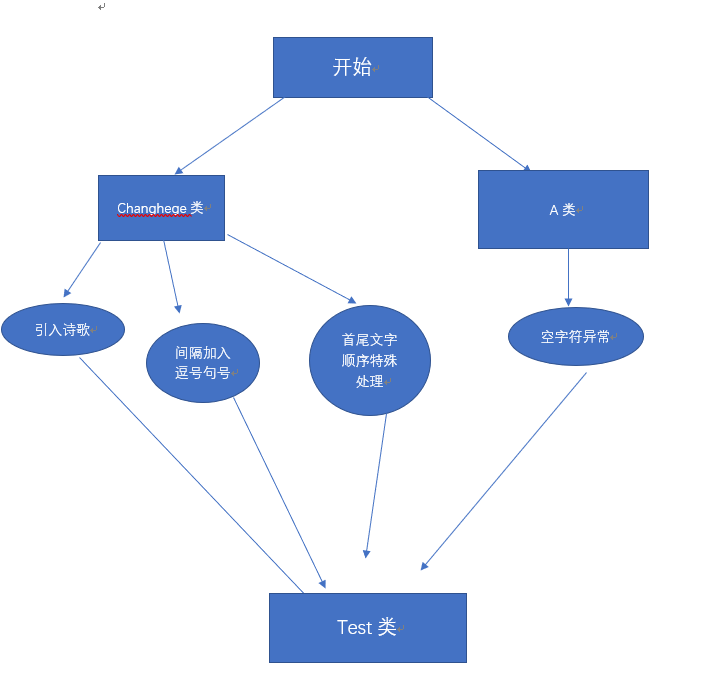 开始
Changhege 类
A 类
引入诗歌
间隔加入
逗号句号
首尾文字
顺序特殊
处理
空字符异常
Test 类